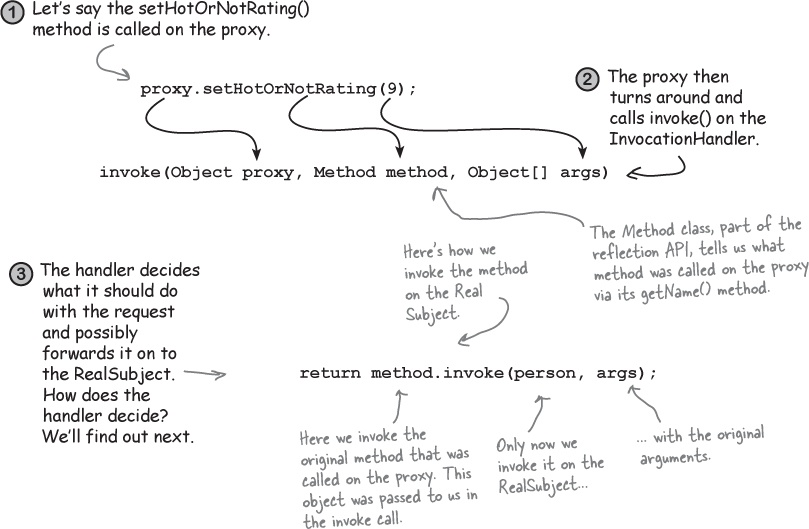 1 Let's say the setHotOrNotRating()
method is called on the proxy.
proxy.setHotOrNotRating(9);
2 The proxy then
turns around and
calls invoke() on the
InvocationHandler.
invoke(Object proxy, Method method, Object[] args)
The Method class, part of the
reflection API, tells us what
method was called on the proxy
via its getName() method.
Here's how we
invoke the method
on the Real
Subject.
3 The handler decides
what it should do
with the request
and possibly
forwards it on to
the RealSubject.
How does the
handler decide?
We'll find out next.
return method.invoke(person, args);
Here we invoke the
original method that was
called on the proxy. This
object was passed to us in
the invoke call.
Only now we
invoke it on the
RealSubject...
... with the original
arguments.